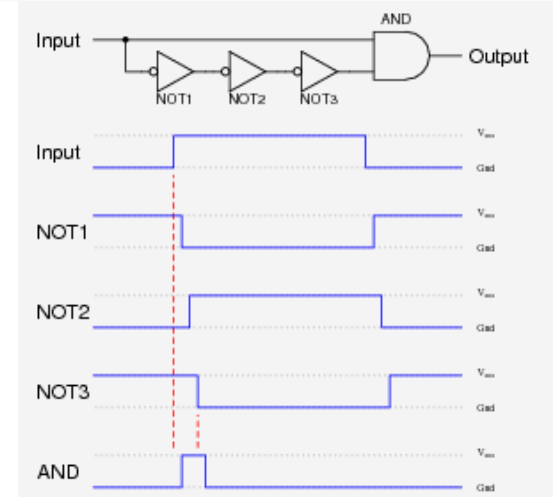 AND
Input
Output
NOT1 NOT2 NOT3
Input
Gnd
NOT1
Gnd
NOT2
Gnd
NOT3
Gnd
AND
Gnd